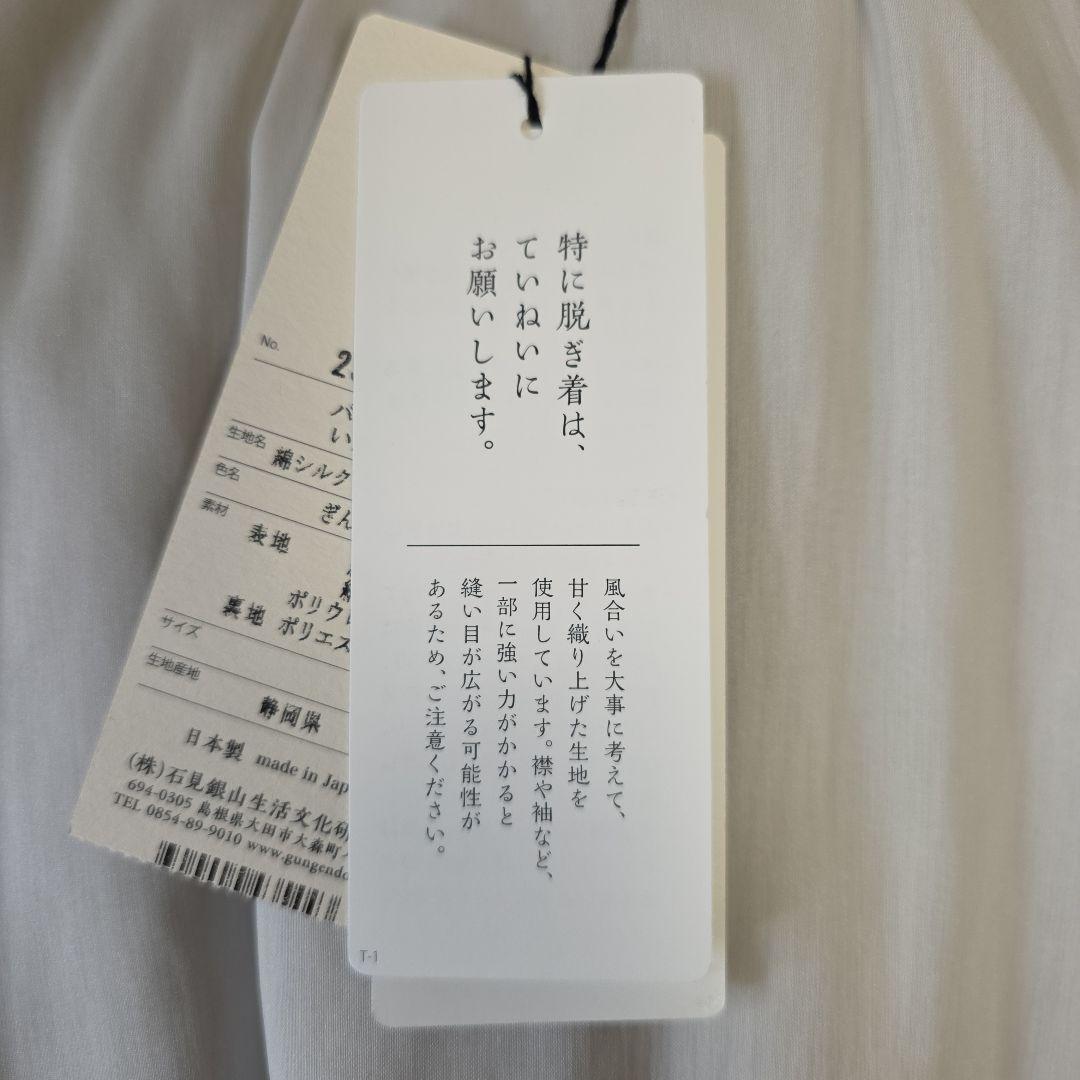 特に脱ぎ着は、
ていねいに
お願いします。
風合いを大事に考えて、
甘く織り上げた生地を
使用しています。襟や袖など、
一部に強い力がかかると
縫い目が広がる可能性が
あるため、ご注意ください。
T-1
No.
生地名 綿シルク
色名 ぎん
素材
表地
ポリウレ
裏地 ポリエス
サイズ
生地産地
静岡県
日本製 made in Jap
(株)石見銀山生活文化研
694-0305 島根県大田市大森町
TEL 0854-89-9010 www.gungendo